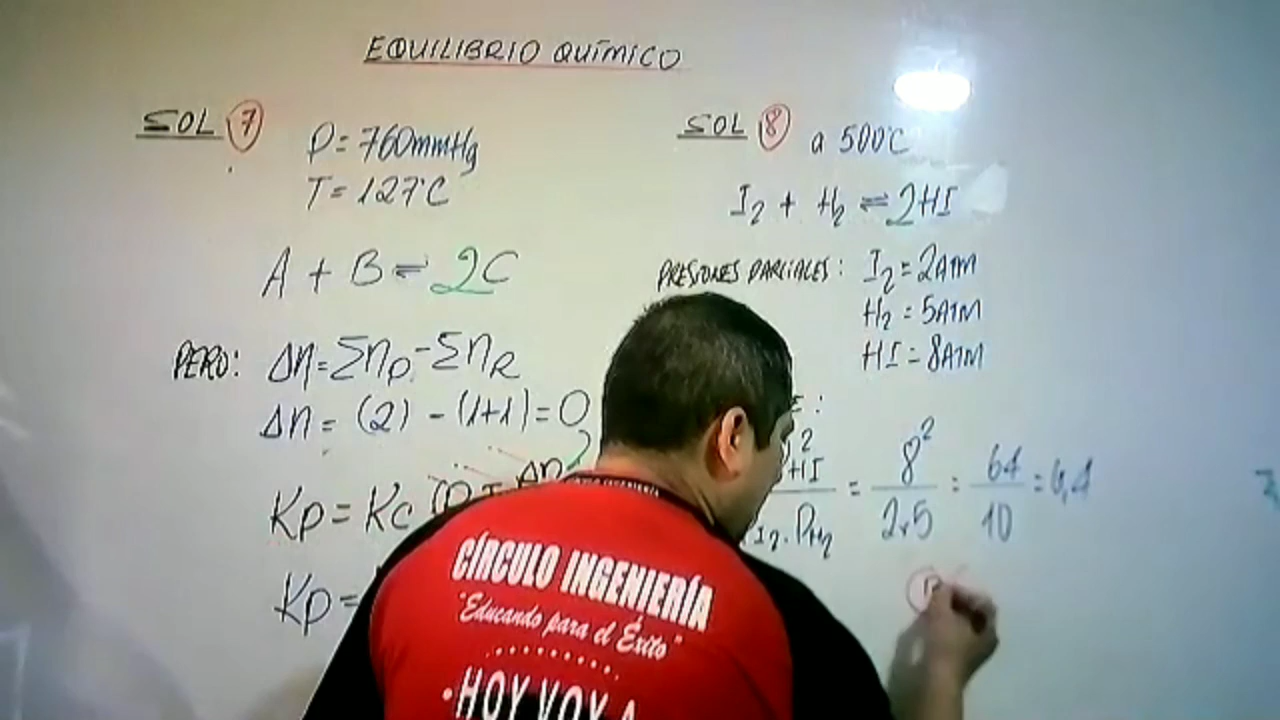 EQUILIBRIO QUÍMICO
SOL 7
P = 760mmHg
T = 127°C
A + B ⇌ 2C
PERO: Δn = Σnp - ΣnR
Δn = (2) - (1+1) = 0
Kp = Kc
Kp =
SOL 8 a 500°C
I₂ + H₂ ⇌ 2HI
PRESIONES PARCIALES: I₂ = 2ATM
H₂ = 5ATM
HI = 8ATM
= 8² / 2x5 = 64 / 10 = 6,4
CÍRCULO INGENIERÍA
"Educando para el Éxito"
• HOY VOY A